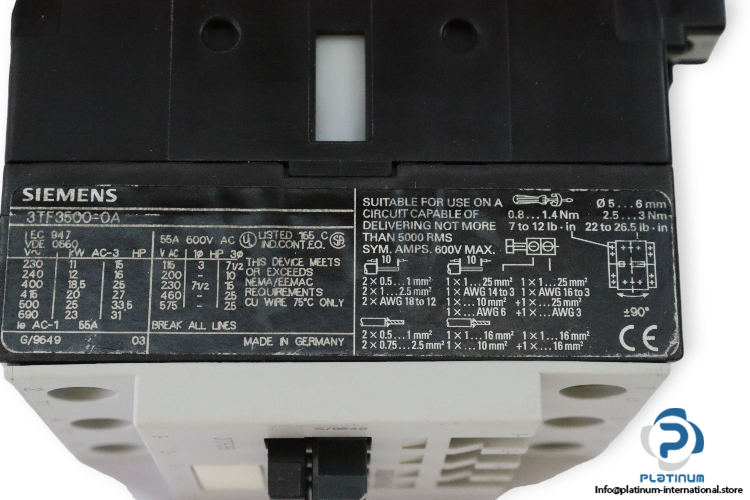 SIEMENS
3TF3500-0A
IEC 947
VDE 0660
kW AC-3 HP
230 11 15
240 12 16
400 18,5 25
415 20 27
500 25 33,5
690 23 31
Ie AC-1 55A
G/9649 03
55A 600V AC
V AC 1Ø HP 3Ø
115 3 7½
200 - 10
230 7½ 15
460 - 25
575 - 25
BREAK ALL LINES
LISTED 165 C
IND.CONT.EQ.
THIS DEVICE MEETS
OR EXCEEDS
NEMA/EEMAC
REQUIREMENTS
CU WIRE 75°C ONLY
MADE IN GERMANY
SUITABLE FOR USE ON A
CIRCUIT CAPABLE OF
DELIVERING NOT MORE
THAN 5000 RMS
SYM. AMPS. 600V MAX.
Ø 5...6 mm
0.8...1.4 Nm 2.5...3 Nm
7 to 12 lb·in 22 to 26.5 lb·in
10 10
2 × 0.5...1 mm² 1 × 1...25 mm² 1 × 1...25 mm²
2 × 1...2.5 mm² 1 × AWG 14 to 3 1 × AWG 16 to 3
2 × AWG 18 to 12 1 × ...10 mm² +1 × ...25 mm²
1 × ...AWG 6 +1 × ...AWG 3
2 × 0.5...1 mm² 1 × 1...16 mm² 1 × 1...16 mm²
2 × 0.75...2.5 mm² 1 × ...10 mm² +1 × ...16 mm²
±90°
CE
PLATINUM
INTERNATIONAL
Info@platinum-international.store